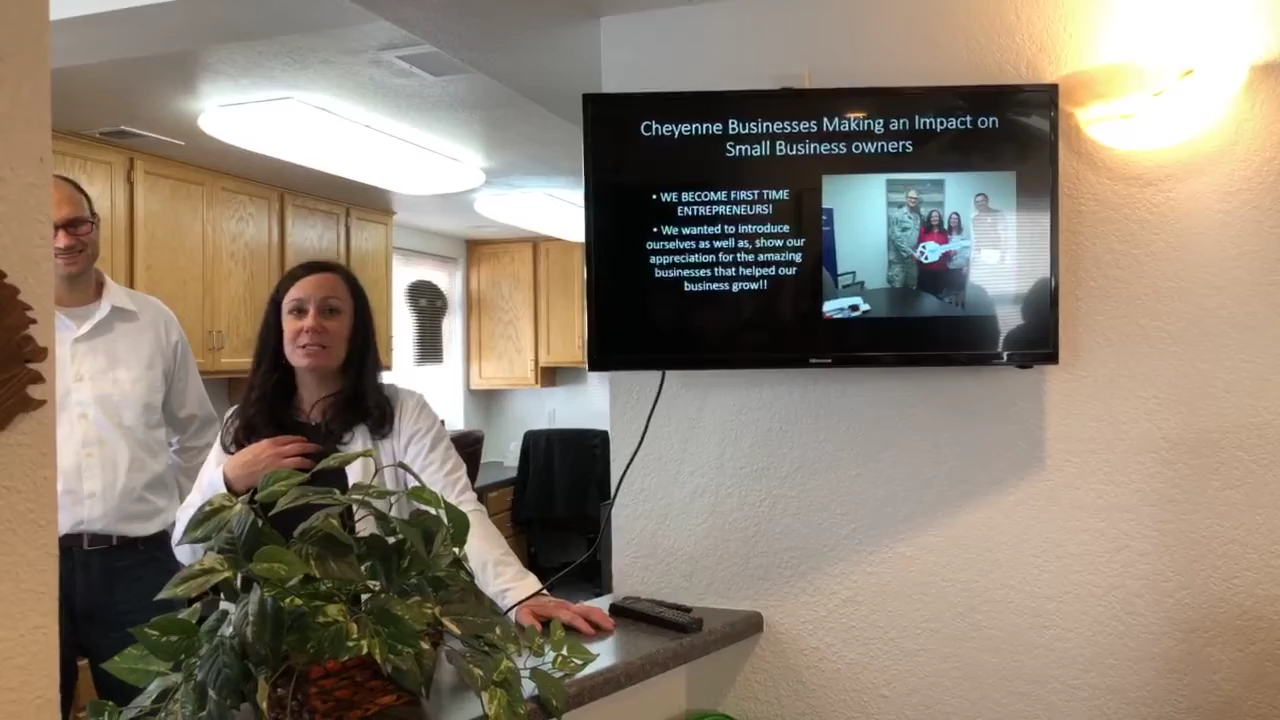 Cheyenne Businesses Making an Impact on
Small Business owners
• WE BECOME FIRST TIME
ENTREPRENEURS!
• We wanted to introduce
ourselves as well as, show our
appreciation for the amazing
businesses that helped our
business grow!!
Hisense